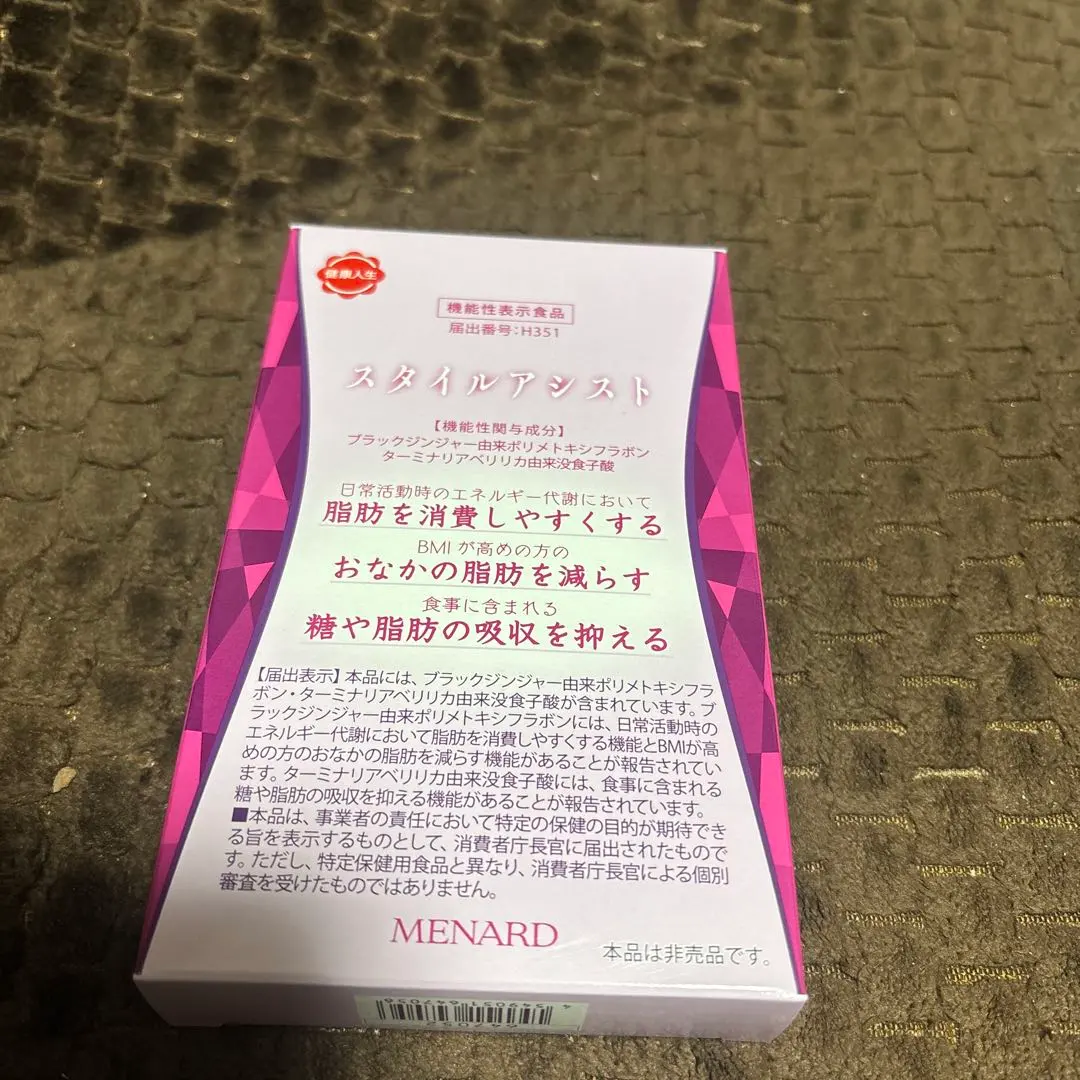 健康人生
機能性表示食品
届出番号:H351
スタイルアシスト
【機能性関与成分】
ブラックジンジャー由来ポリメトキシフラボン
ターミナリアベリリカ由来没食子酸
日常活動時のエネルギー代謝において
脂肪を消費しやすくする
BMIが高めの方の
おなかの脂肪を減らす
食事に含まれる
糖や脂肪の吸収を抑える
【届出表示】本品には、ブラックジンジャー由来ポリメトキシフラ
ボン・ターミナリアベリリカ由来没食子酸が含まれています。ブ
ラックジンジャー由来ポリメトキシフラボンには、日常活動時の
エネルギー代謝において脂肪を消費しやすくする機能とBMIが高
めの方のおなかの脂肪を減らす機能があることが報告されてい
ます。ターミナリアベリリカ由来没食子酸には、食事に含まれる
糖や脂肪の吸収を抑える機能があることが報告されています。
■本品は、事業者の責任において特定の保健の目的が期待でき
る旨を表示するものとして、消費者庁長官に届出されたもので
す。ただし、特定保健用食品と異なり、消費者庁長官による個別
審査を受けたものではありません。
MENARD
本品は非売品です。